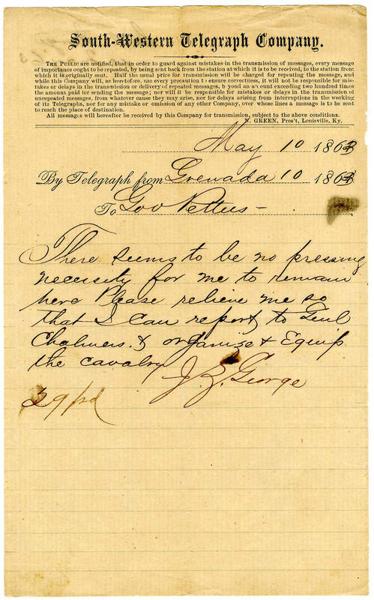 South-Western Telegraph Company.
THE PUBLIC are notified, that in order to guard against mistakes in the transmission of messages, every message
of importance ought to be repeated, by being sent back from the station at which it is to be received, to the station from
which it is originally sent. Half the usual price for transmission will be charged for repeating the message, and
while this Company will, as heretofore, use every precaution to ensure correctness, it will not be responsible for mis-
takes or delays in the transmission or delivery of repeated messages, beyond an amount exceeding two hundred times
the amount paid for sending the message; nor will it be responsible for mistakes or delays in the transmission of
unrepeated messages, from whatever cause they may arise, nor for delays arising from interruptions in the working
of its Telegraphs, nor for any mistake or omission of any other Company, over whose lines a message is to be sent
to reach the place of destination.
All messages will hereafter be received by this Company for transmission, subject to the above conditions.
GREEN, Pres't, Louisville, Ky.
May 10 1863
By Telegraph from Grenada 10 1863
To Gov Pettus -
There seems to be no pressing
necessity for me to remain
here Please relieve me so
that I can report to Genl
Chalmers & organize & Equip
the cavalry
J Z George
29/pd